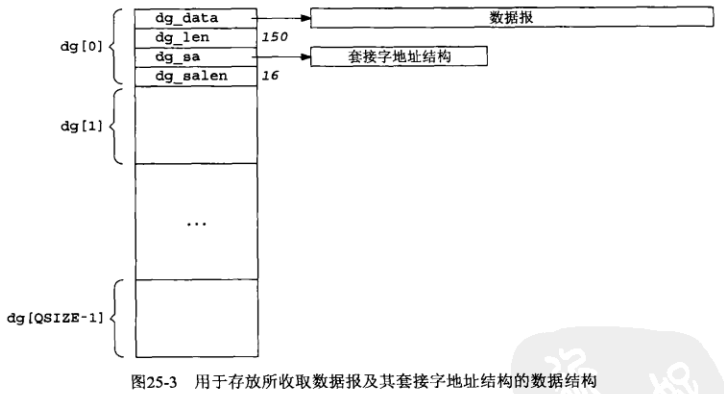 dg_data
数据报
dg_len 150
dg[0]
dg_sa
套接字地址结构
dg_salen 16
dg[1]
...
dg[QSIZE-1]
图25-3 用于存放所收取数据报及其套接字地址结构的数据结构